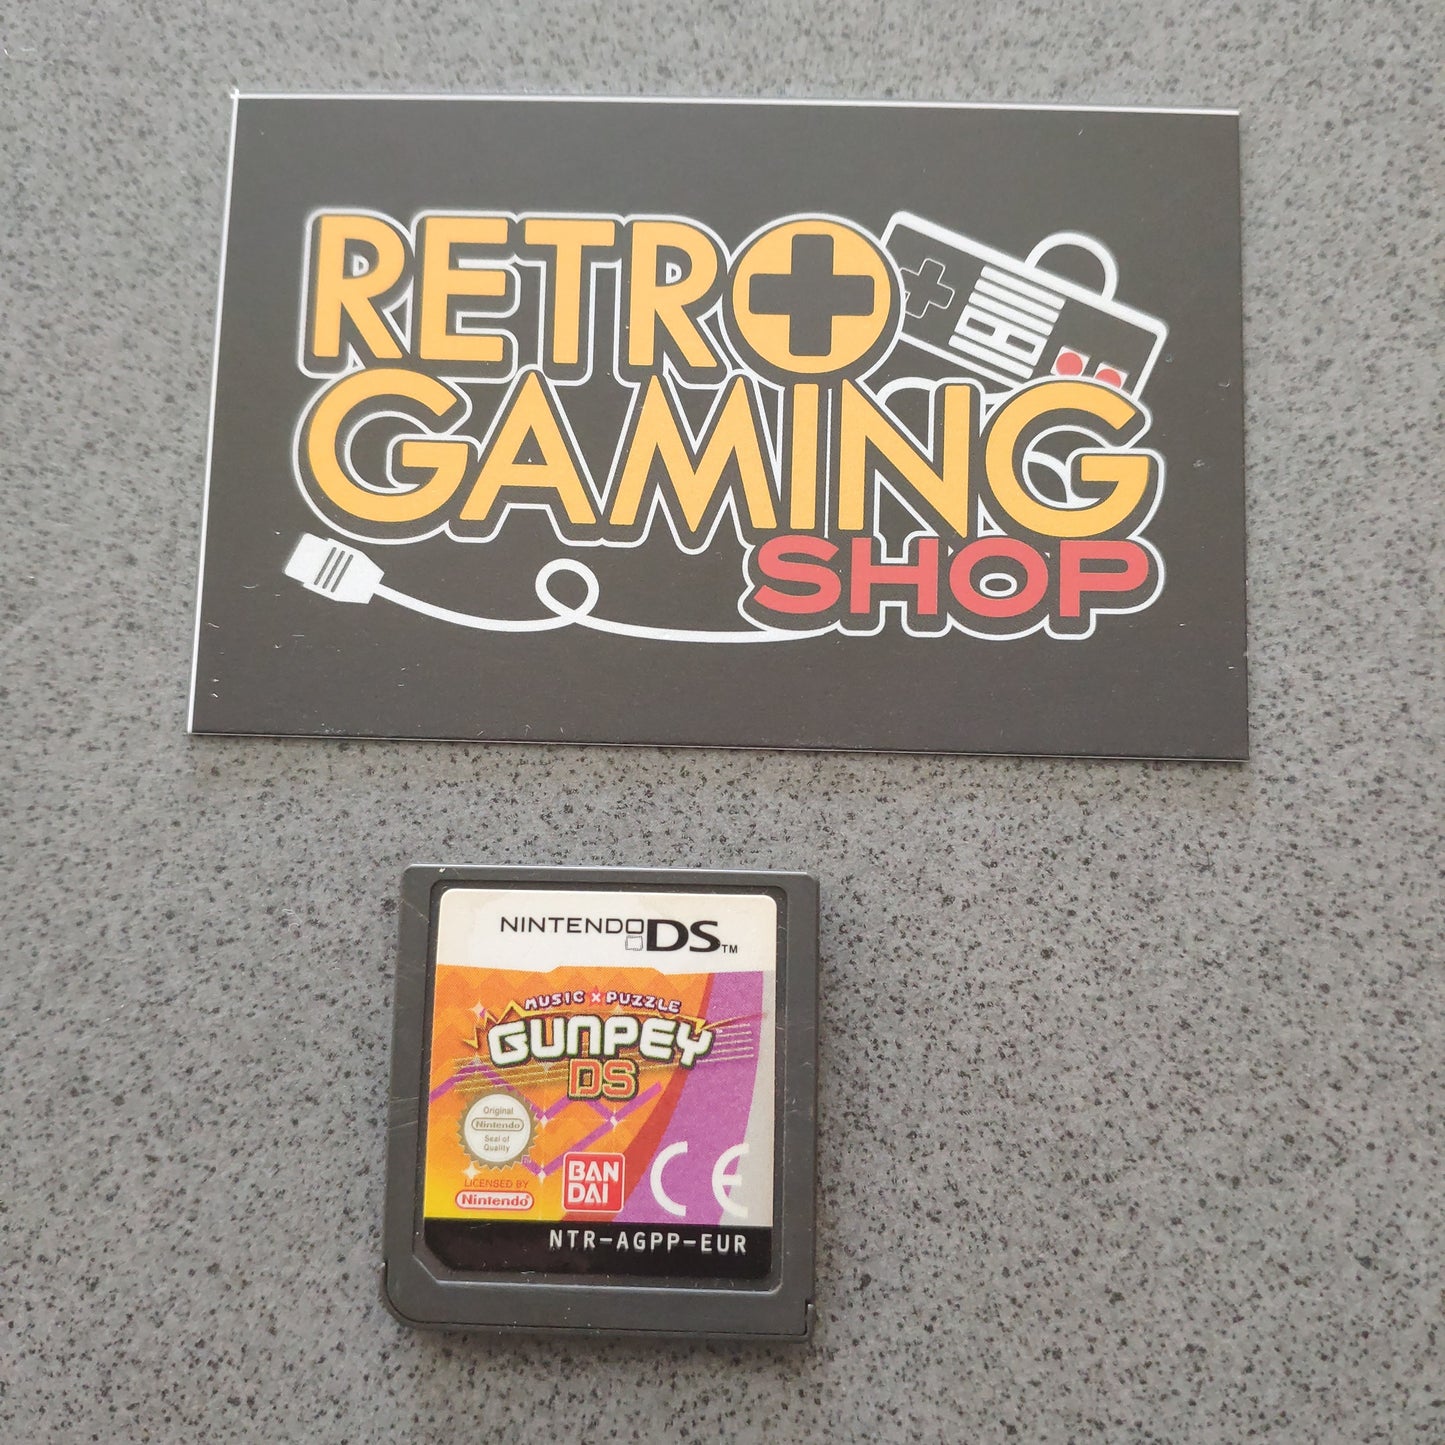 RETRO
GAMING
SHOP
NINTENDO DS™
MUSIC x PUZZLE
GUNPEY
DS
Original
Nintendo
Seal of
Quality
TM
LICENSED BY
Nintendo
BAN
DAI
CE
NTR-AGPP-EUR